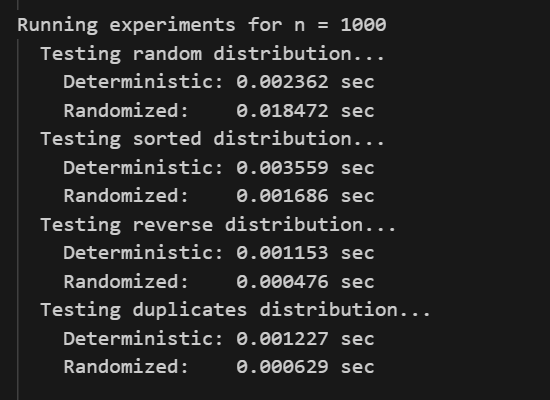 Running experiments for n = 1000
  Testing random distribution...
    Deterministic: 0.002362 sec
    Randomized:    0.018472 sec
  Testing sorted distribution...
    Deterministic: 0.003559 sec
    Randomized:    0.001686 sec
  Testing reverse distribution...
    Deterministic: 0.001153 sec
    Randomized:    0.000476 sec
  Testing duplicates distribution...
    Deterministic: 0.001227 sec
    Randomized:    0.000629 sec